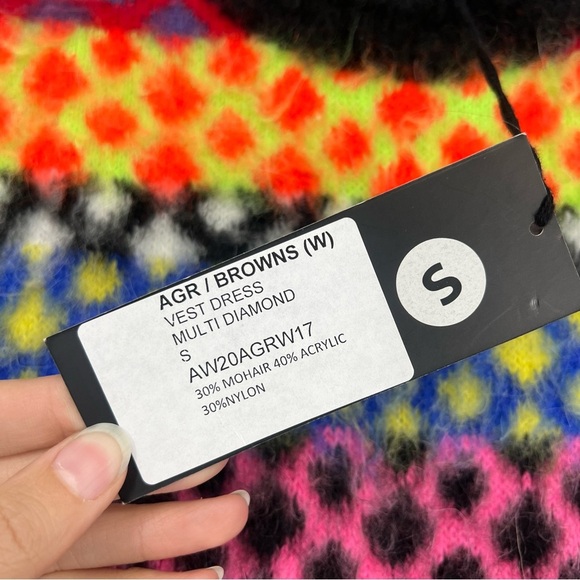 AGR / BROWNS (W)
VEST DRESS
MULTI DIAMOND
S
AW20AGRW17
30% MOHAIR 40% ACRYLIC
30%NYLON
S